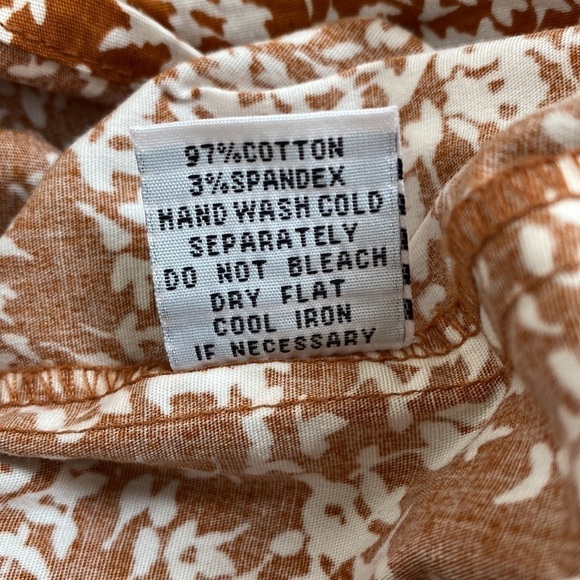 97%COTTON
3%SPANDEX
HAND WASH COLD
SEPARATELY
DO NOT BLEACH
DRY FLAT
COOL IRON
IF NECESSARY